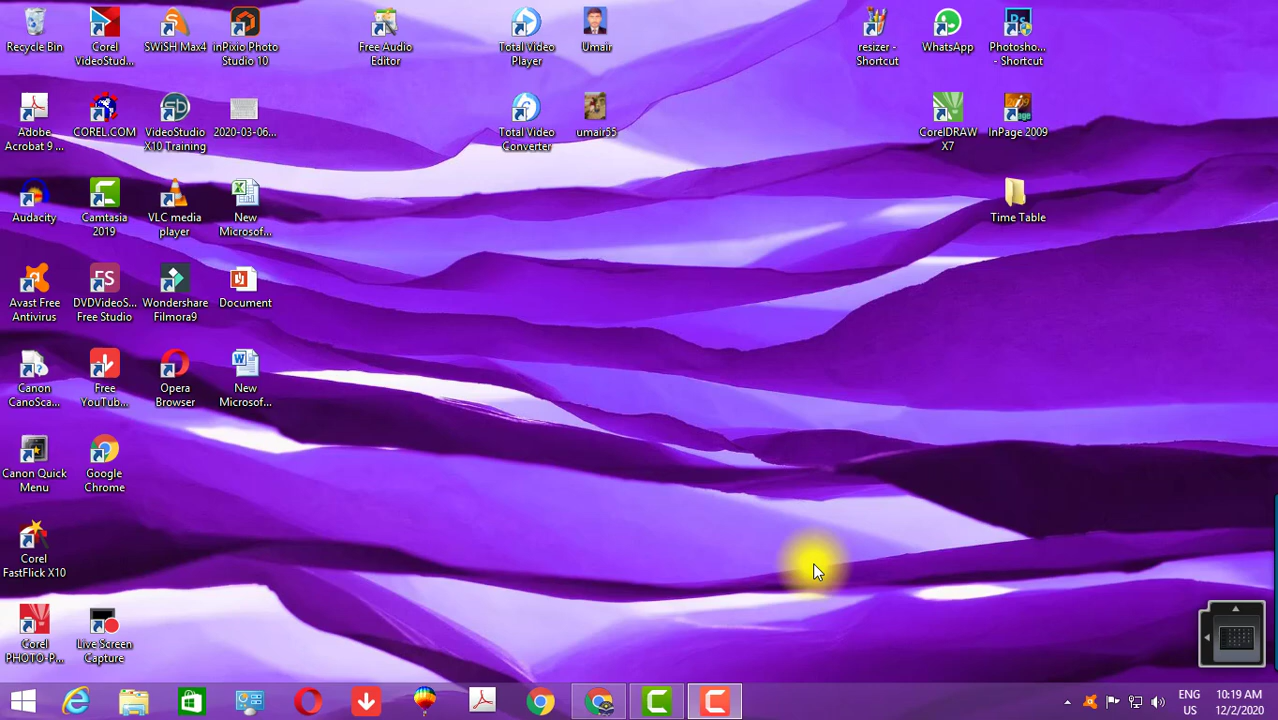 Recycle Bin
Corel
VideoStud...
SWiSH Max4
inPixio Photo
Studio 10
Free Audio
Editor
Total Video
Player
Umair
resizer -
Shortcut
WhatsApp
Photosho...
- Shortcut
Adobe
Acrobat 9 ...
COREL.COM
VideoStudio
X10 Training
2020-03-06...
Total Video
Converter
umair55
CorelDRAW
X7
InPage 2009
Audacity
Camtasia
2019
VLC media
player
New
Microsof...
Time Table
Avast Free
Antivirus
DVDVideoS...
Free Studio
Wondershare
Filmora9
Document
Canon
CanoSca...
Free
YouTub...
Opera
Browser
New
Microsof...
Canon Quick
Menu
Google
Chrome
Corel
FastFlick X10
Corel
PHOTO-P...
Live Screen
Capture
ENG
US
10:19 AM
12/2/2020